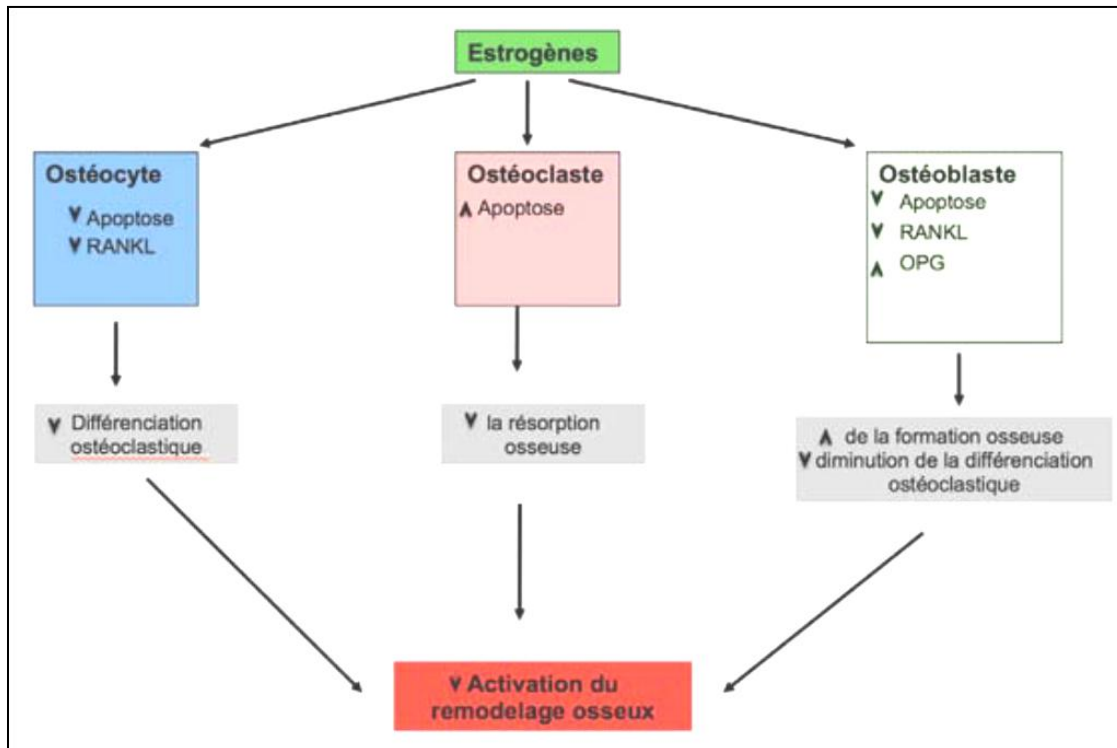 Estrogènes
Ostéocyte
Apoptose
RANKL
Ostéoclaste
Apoptose
Ostéoblaste
Apoptose
RANKL
OPG
Différenciation
ostéoclastique
la résorption
osseuse
de la formation osseuse
diminution de la différenciation
ostéoclastique
Activation du
remodelage osseux